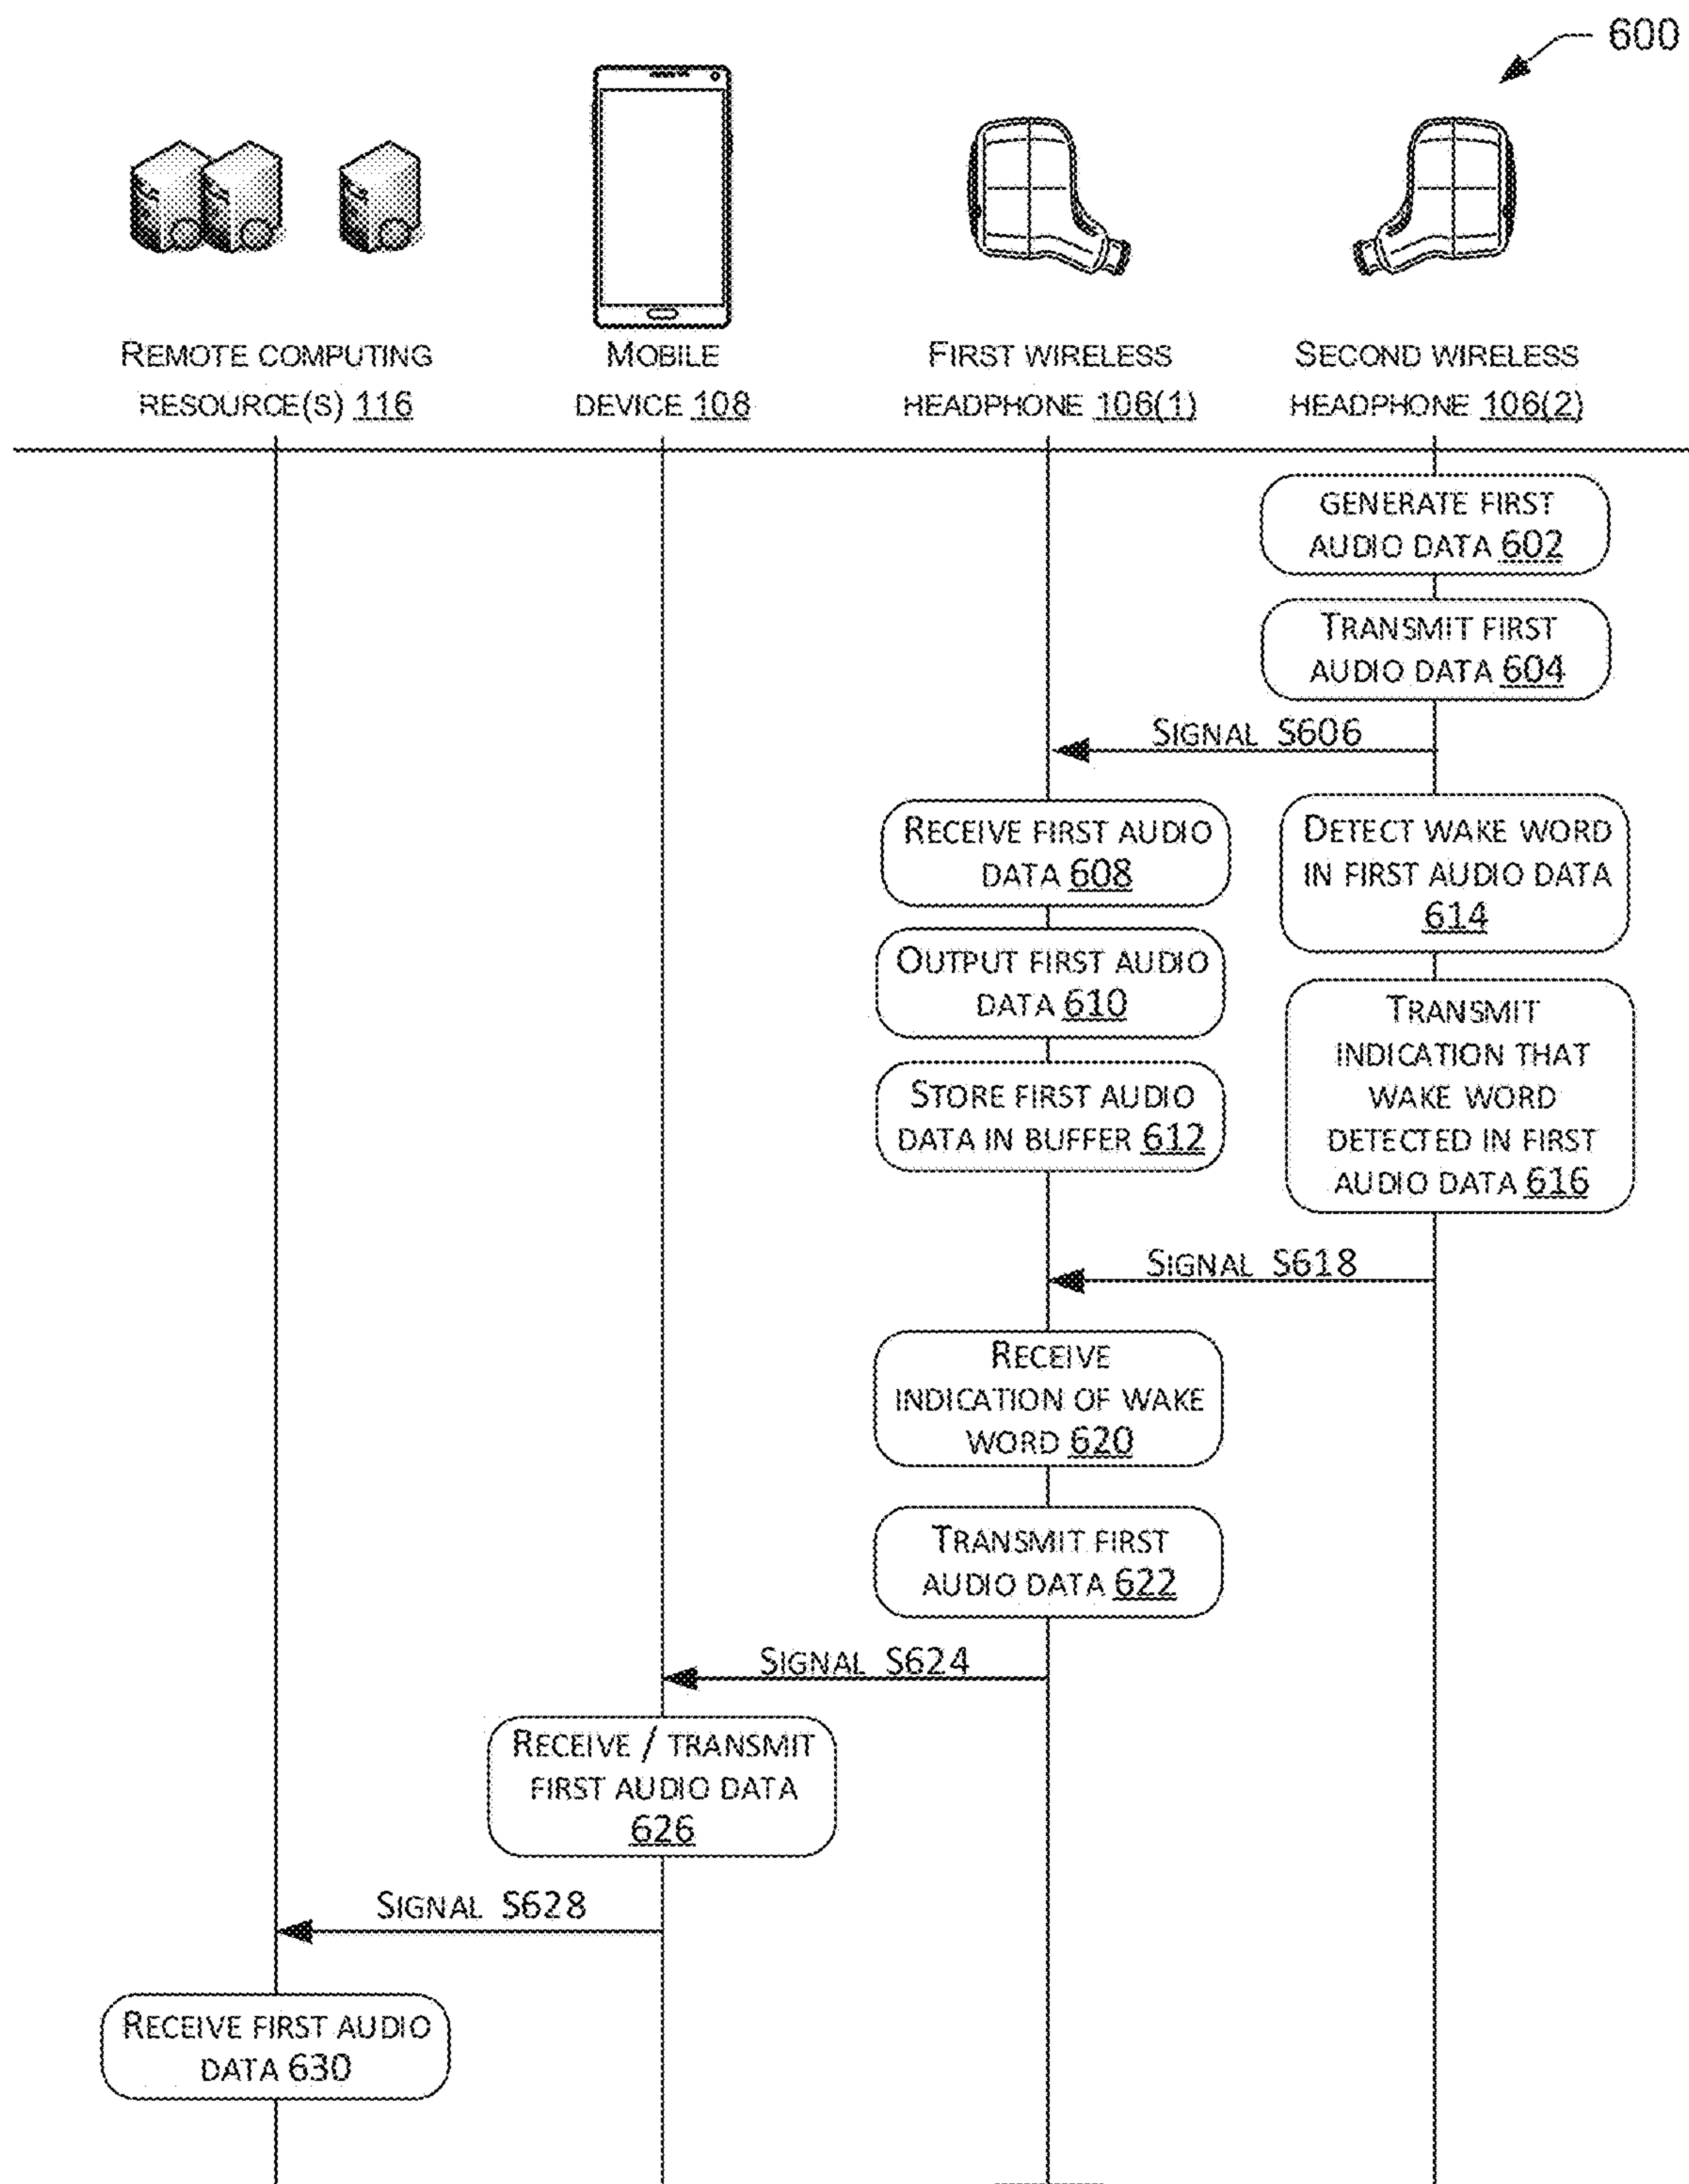 600
REMOTE COMPUTING
RESOURCE(S) 116
MOBILE
DEVICE 108
FIRST WIRELESS
HEADPHONE 106(1)
SECOND WIRELESS
HEADPHONE 106(2)
GENERATE FIRST
AUDIO DATA 602
TRANSMIT FIRST
AUDIO DATA 604
SIGNAL S606
RECEIVE FIRST AUDIO
DATA 608
DETECT WAKE WORD
IN FIRST AUDIO DATA
614
OUTPUT FIRST AUDIO
DATA 610
STORE FIRST AUDIO
DATA IN BUFFER 612
TRANSMIT
INDICATION THAT
WAKE WORD
DETECTED IN FIRST
AUDIO DATA 616
SIGNAL S618
RECEIVE
INDICATION OF WAKE
WORD 620
TRANSMIT FIRST
AUDIO DATA 622
SIGNAL S624
RECEIVE / TRANSMIT
FIRST AUDIO DATA
626
SIGNAL S628
RECEIVE FIRST AUDIO
DATA 630